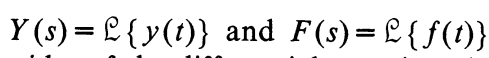 Y(s) = ℒ{y(t)} and F(s) = ℒ{f(t)}